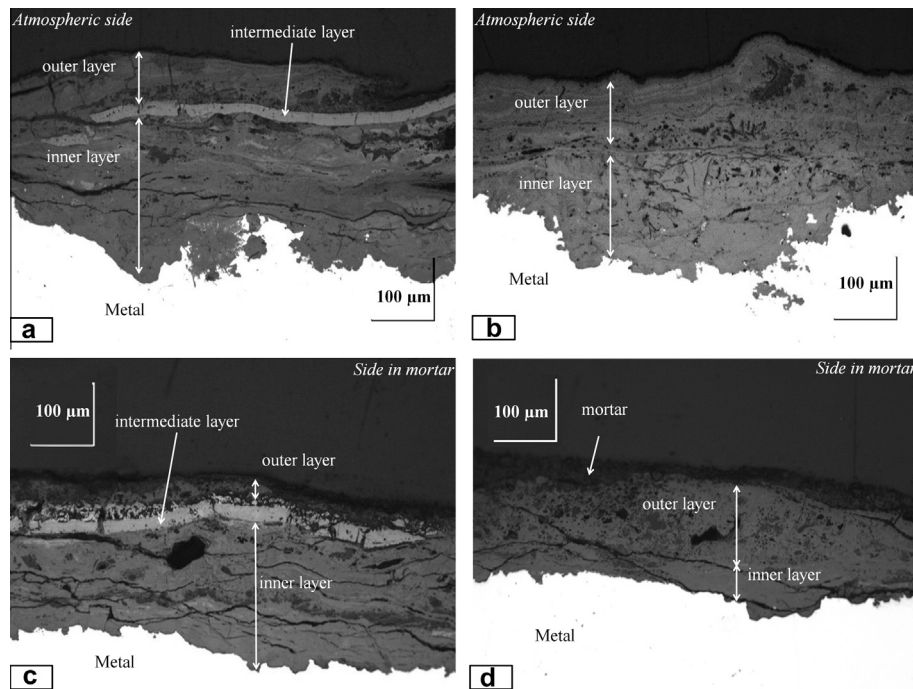 Atmospheric side
intermediate layer
outer layer
inner layer
Metal
100 µm
a
Atmospheric side
outer layer
inner layer
Metal
100 µm
b
Side in mortar
100 µm
intermediate layer
outer layer
inner layer
Metal
c
Side in mortar
100 µm
mortar
outer layer
inner layer
Metal
d